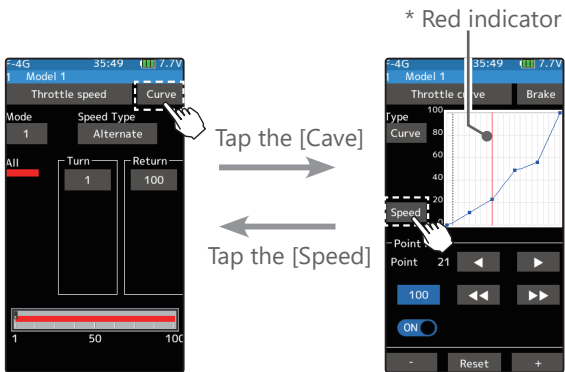 * Red indicator
-4G 35:49 7.7V
1 Model 1
Throttle speed Curve
Mode Speed Type
1 Alternate
All Turn Return
1 100
1 50 100
Tap the [Cave]
Tap the [Speed]
-4G 35:49 7.7V
1 Model 1
Throttle curve Brake
Type
Curve
100
80
60
40
20
0
Speed
Point
Point 21
100
ON
- Reset +